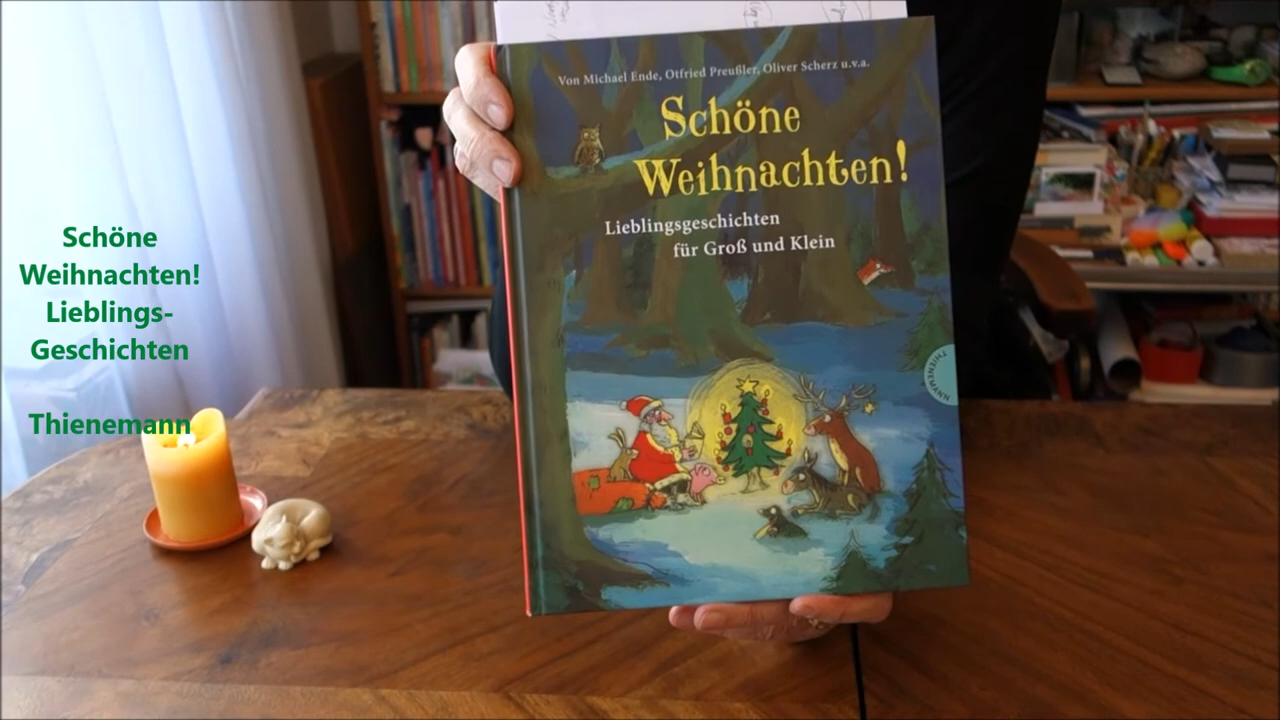 Schöne
Weihnachten!
Lieblings-
Geschichten
Thienemann
Von Michael Ende, Otfried Preußler, Oliver Scherz u.v.a.
Schöne
Weihnachten!
Lieblingsgeschichten
für Groß und Klein
THIENEMANN